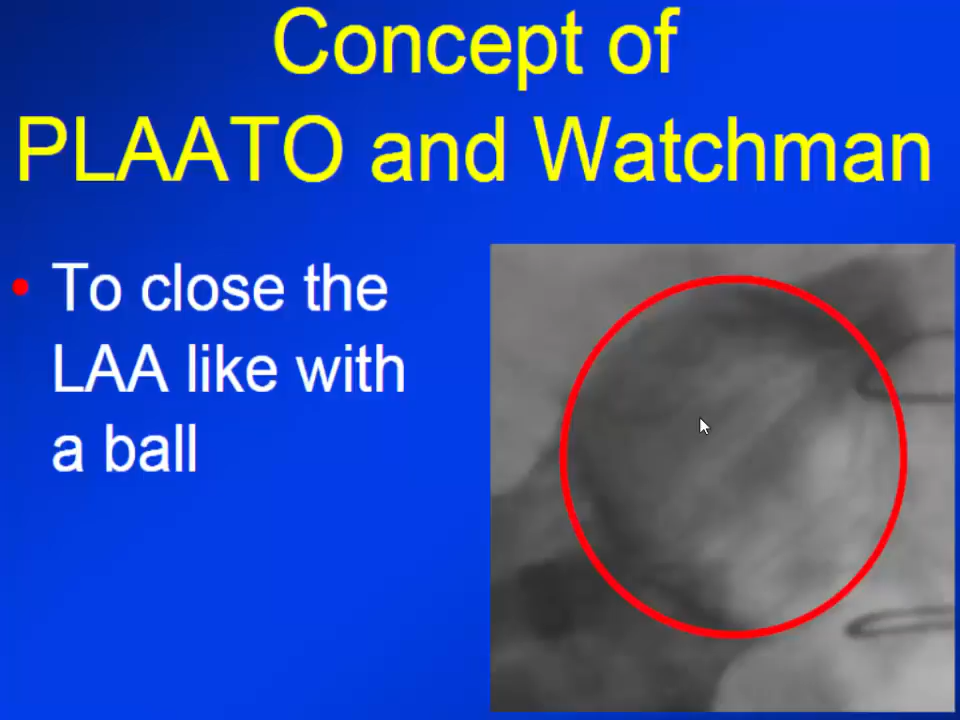 Concept of
PLAATO and Watchman
• To close the
LAA like with
a ball